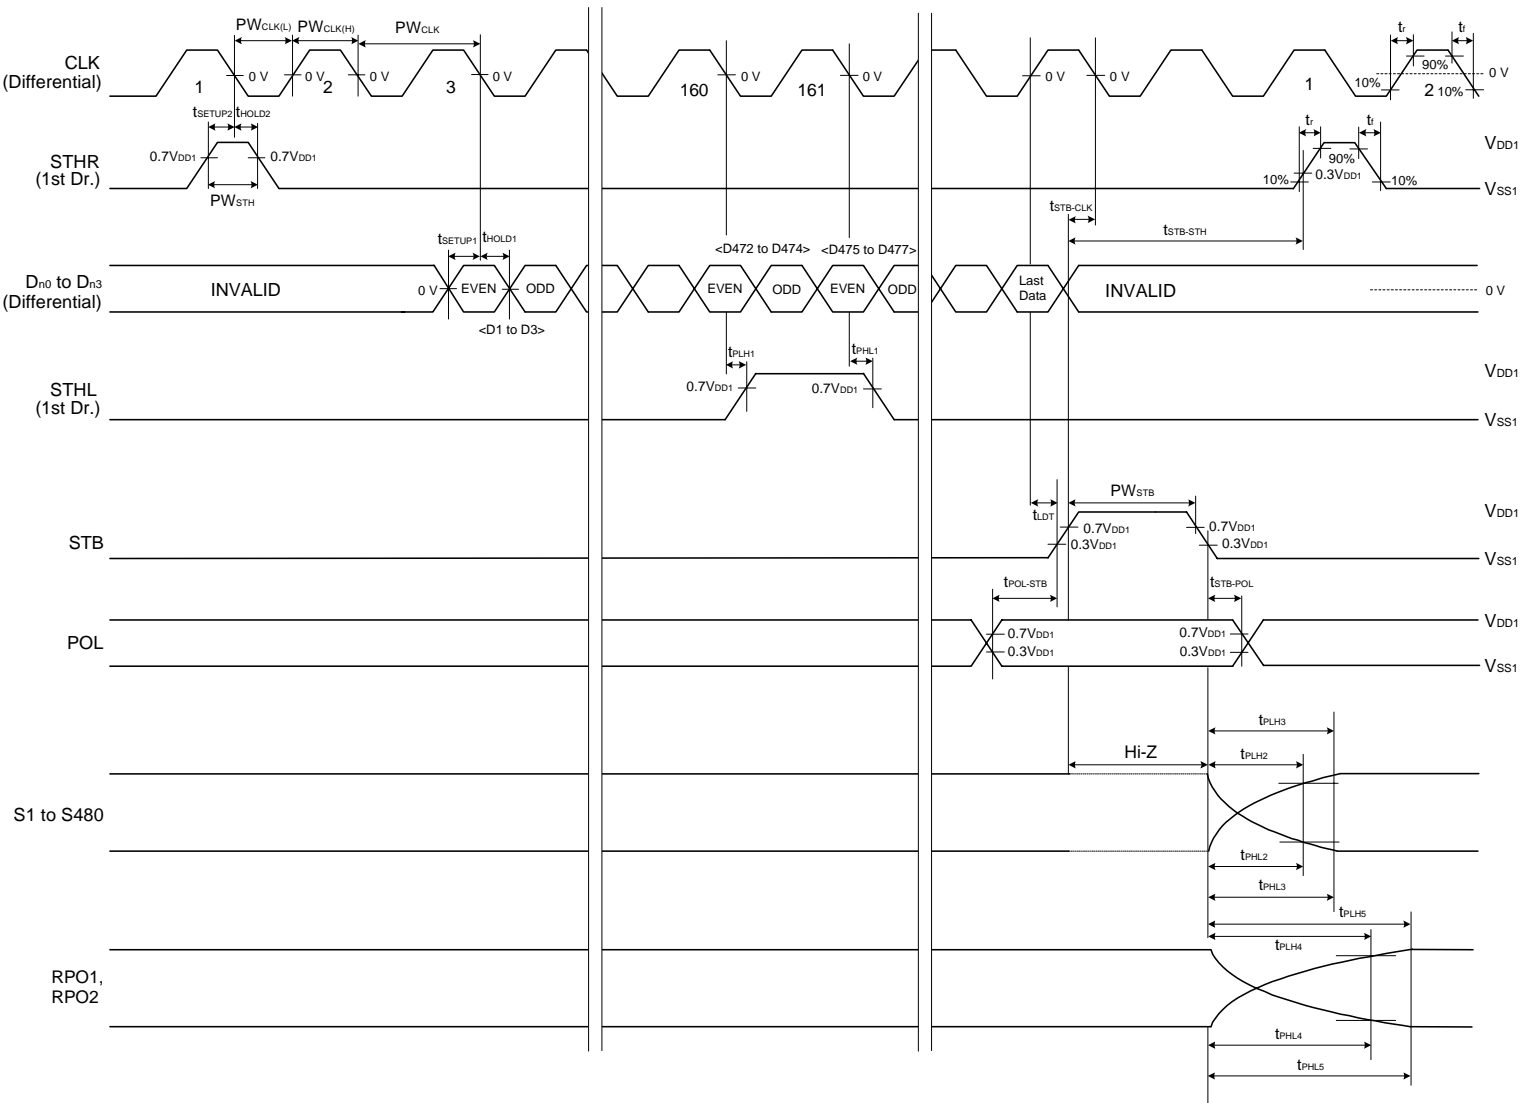 PWCLK(L) PWCLK(H) PWCLK
CLK
(Differential)
1 0 V 2 0 V 3 0 V
160 0 V 161 0 V
0 V 0 V
1 2
tr tf
10% 90% 10% 0 V
tSETUP2 tHOLD2
STHR
(1st Dr.)
0.7VDD1 0.7VDD1
PWSTH
tr tf
10% 90% 0.3VDD1 10%
VDD1
VSS1
tSTB-CLK
tSTB-STH
tSETUP1 tHOLD1
<D472 to D474> <D475 to D477>
Dn0 to Dn3
(Differential)
INVALID 0 V EVEN ODD EVEN ODD EVEN ODD Last
Data INVALID 0 V
<D1 to D3>
tPLH1 tPHL1
STHL
(1st Dr.)
0.7VDD1 0.7VDD1
VDD1
VSS1
PWSTB
tLDT
STB
0.7VDD1 0.7VDD1
0.3VDD1 0.3VDD1
VDD1
VSS1
tPOL-STB tSTB-POL
POL
0.7VDD1 0.7VDD1
0.3VDD1 0.3VDD1
VDD1
VSS1
tPLH3
Hi-Z tPLH2
S1 to S480
tPHL2
tPHL3
tPLH5
tPLH4
RPO1,
RPO2
tPHL4
tPHL5